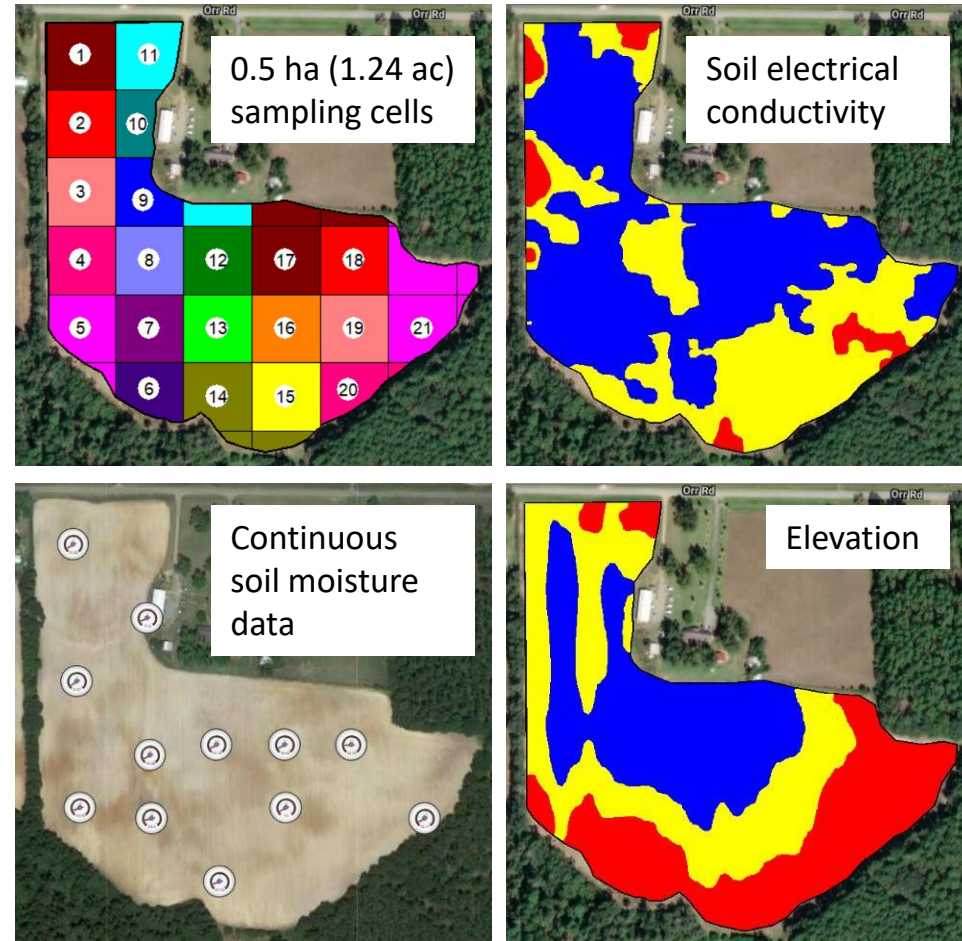 Orr Rd
Orr Rd
0.5 ha (1.24 ac)
sampling cells
1
11
2
10
3
9
4
8
12
17
18
5
7
13
16
19
21
6
14
15
20
Orr Rd
Orr Rd
Soil electrical
conductivity
Continuous
soil moisture
data
Orr Rd
Orr Rd
Elevation